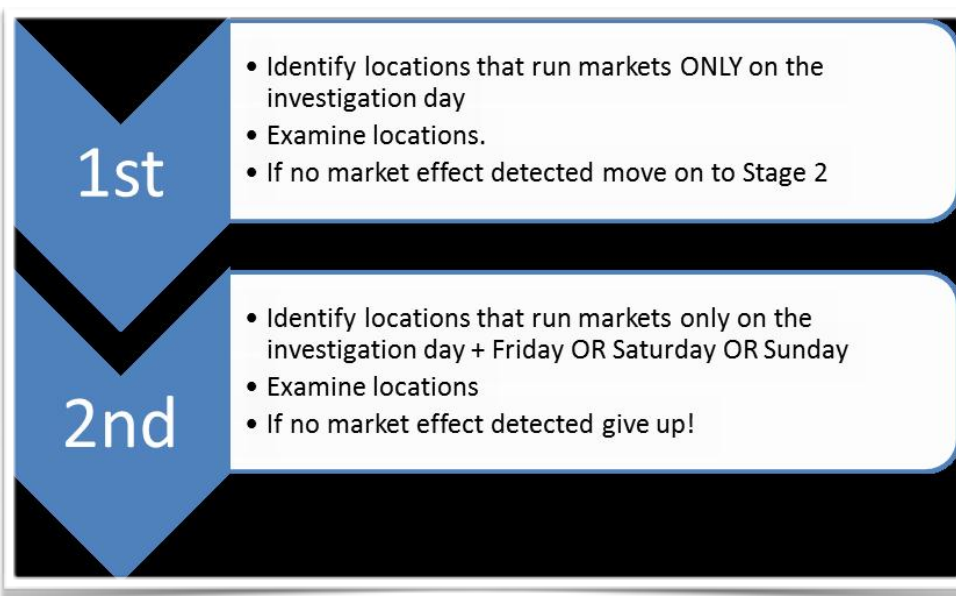 1st
• Identify locations that run markets ONLY on the
investigation day
• Examine locations.
• If no market effect detected move on to Stage 2
2nd
• Identify locations that run markets only on the
investigation day + Friday OR Saturday OR Sunday
• Examine locations
• If no market effect detected give up!